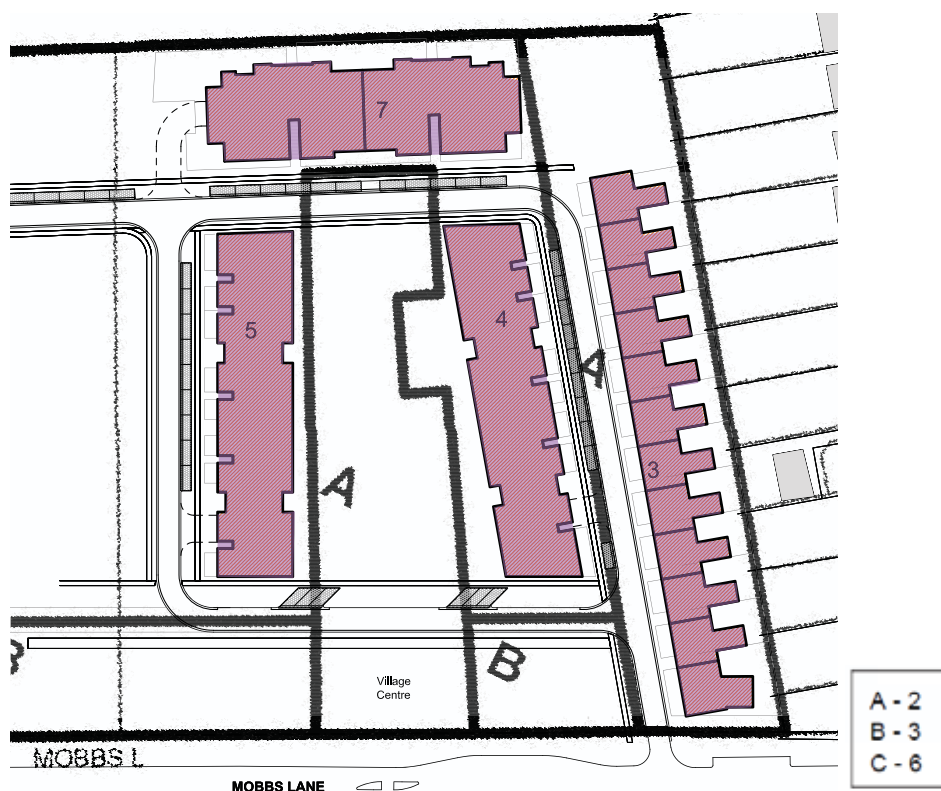 7
5
4
A
3
A
B
Village
Centre
MOBBS L
MOBBS LANE
A - 2
B - 3
C - 6